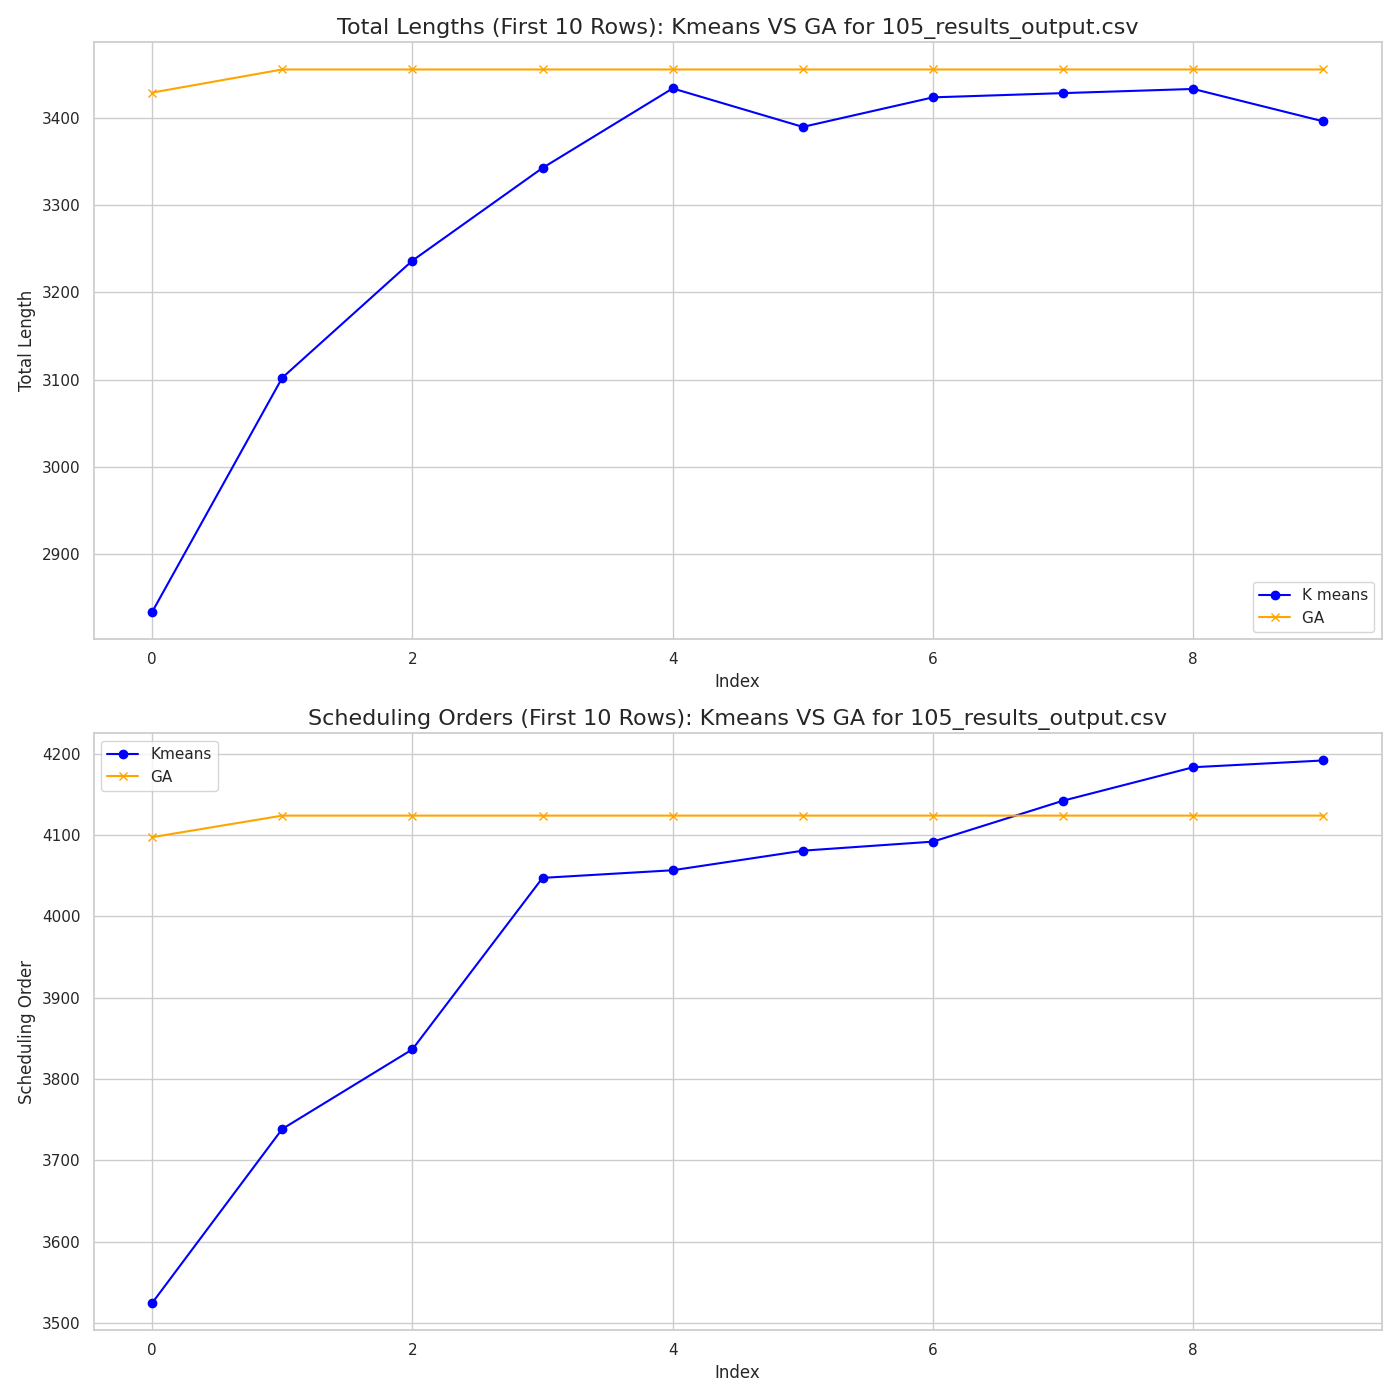 Total Lengths (First 10 Rows): Kmeans VS GA for 105_results_output.csv
3400
3300
3200
3100
3000
2900
Total Length
K means
GA
0 2 4 6 8
Index
Scheduling Orders (First 10 Rows): Kmeans VS GA for 105_results_output.csv
Kmeans
GA
4200
4100
4000
3900
3800
3700
3600
3500
Scheduling Order
0 2 4 6 8
Index